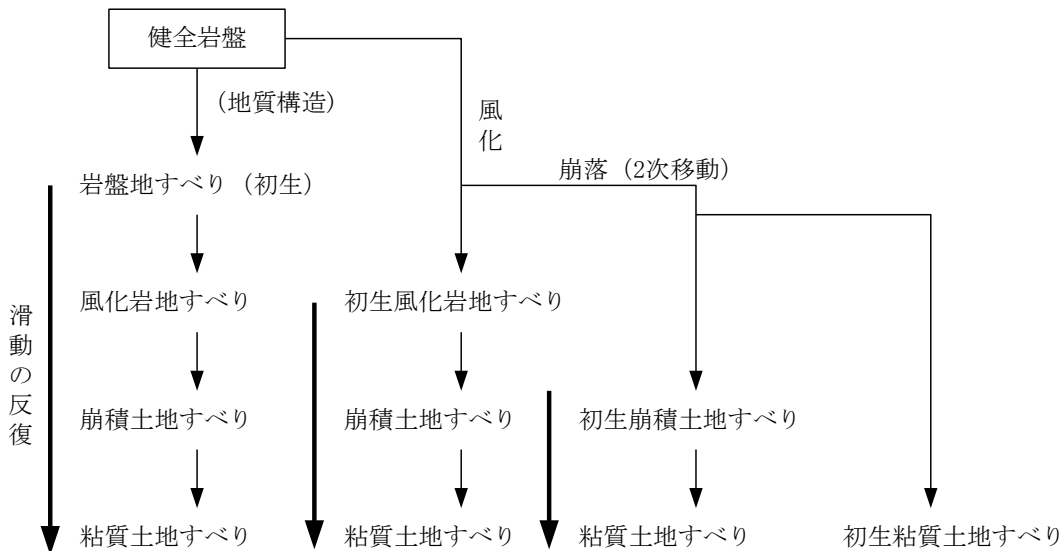 健全岩盤
(地質構造)
風化
崩落（2次移動）
岩盤地すべり（初生）
風化岩地すべり
初生風化岩地すべり
滑動の反復
崩積土地すべり
崩積土地すべり
初生崩積土地すべり
粘質土地すべり
粘質土地すべり
粘質土地すべり
初生粘質土地すべり